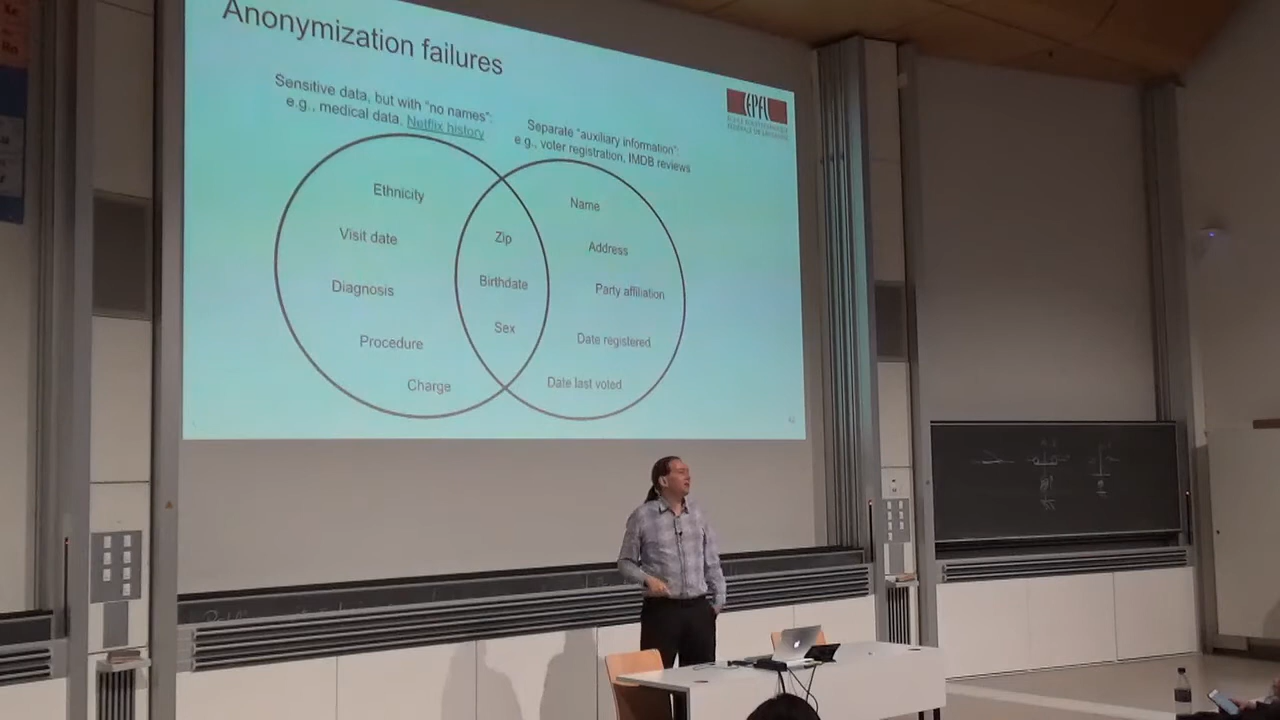 Anonymization failures
Sensitive data, but with “no names”:
e.g., medical data, Netflix history
Separate “auxiliary information”:
e.g., voter registration, IMDB reviews
EPFL
Ethnicity
Visit date
Diagnosis
Procedure
Charge
Zip
Birthdate
Sex
Name
Address
Party affiliation
Date registered
Date last voted